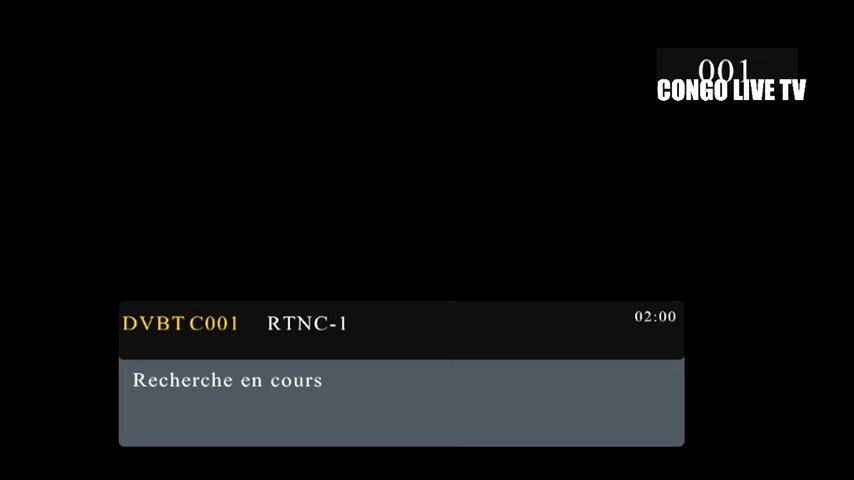 001
CONGO LIVE TV
DVBT C001 RTNC-1 02:00
Recherche en cours